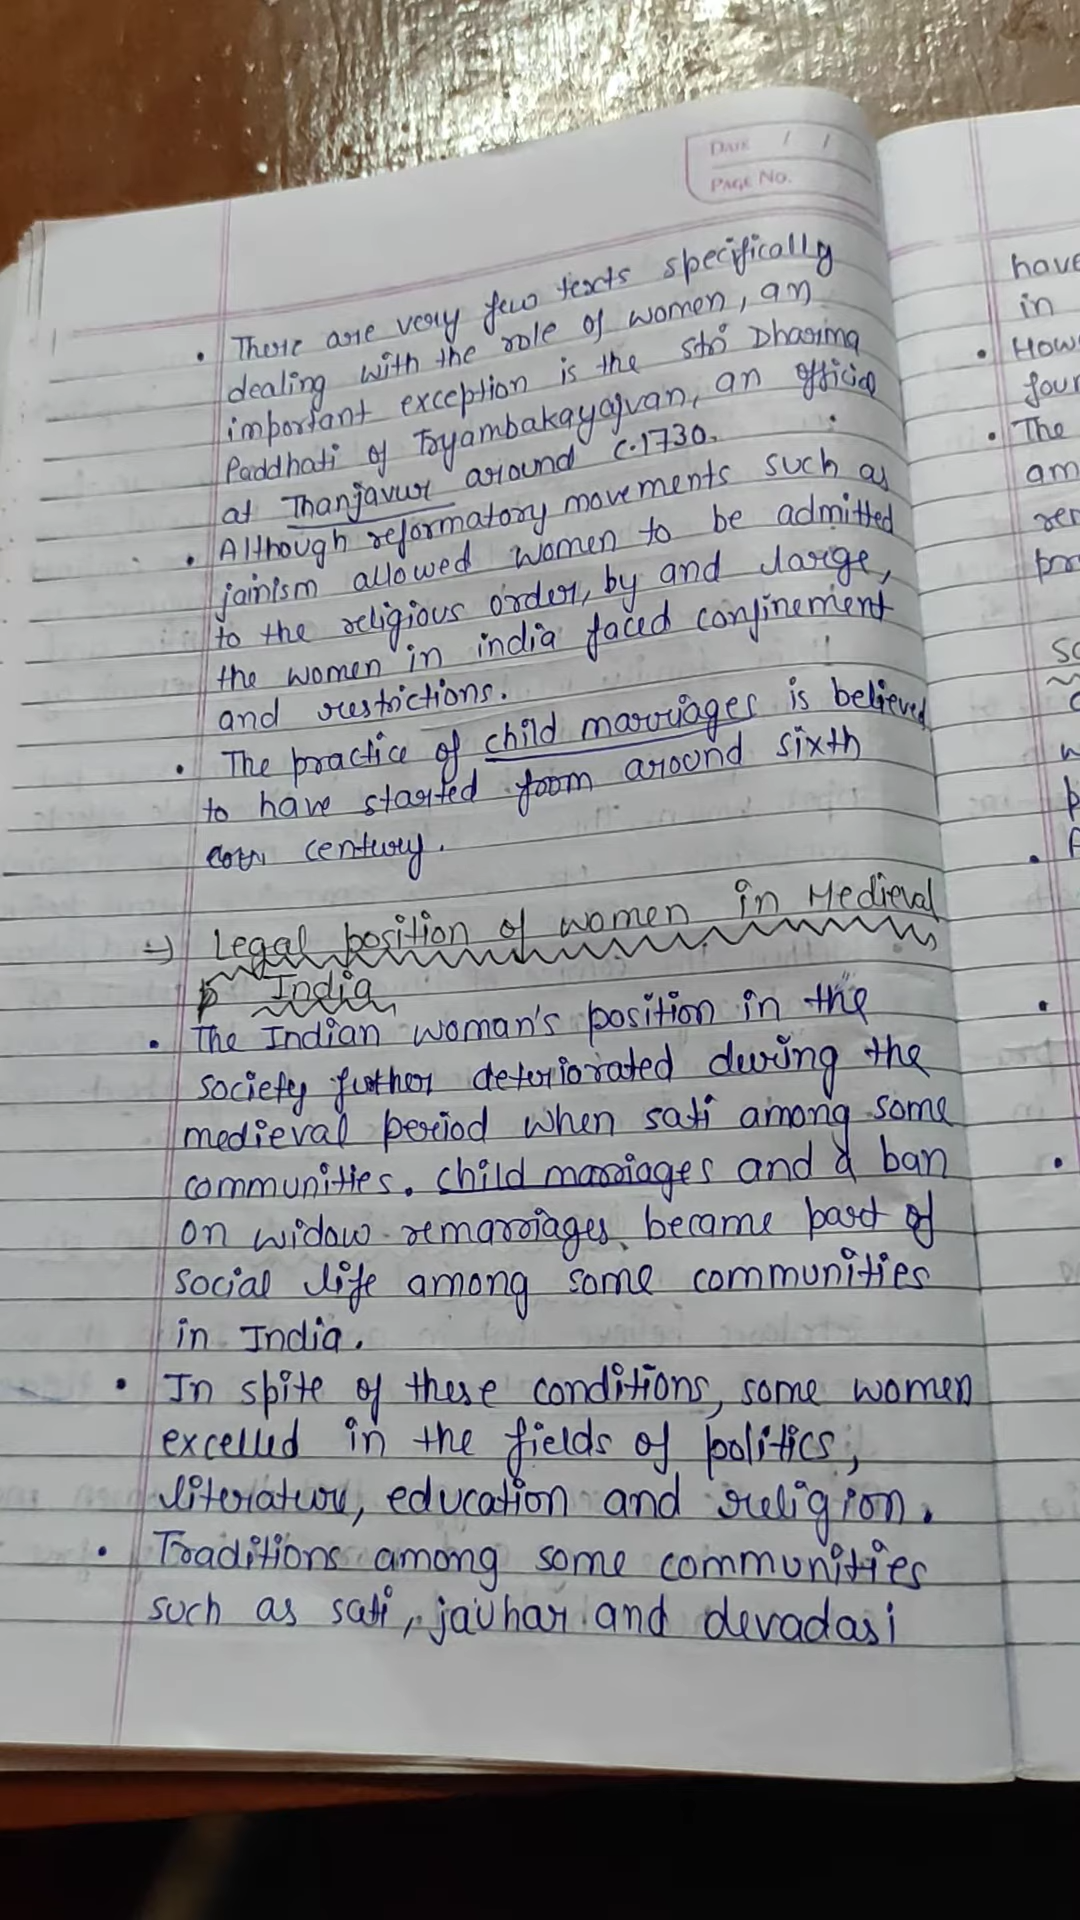 DATE / /
PAGE NO.
• There are very few texts specifically
dealing with the role of women, an
important exception is the stri Dharma
Paddhati of Tryambakayajvan, an official
at Thanjavur around c.1730.
• Although reformatory movements such as
jainism allowed women to be admitted
to the religious order, by and large,
the women in india faced confinement
and restrictions.
• The practice of child marriages is believed
to have started from around sixth
century.
→) Legal position of women in Medieval
India
• The Indian woman's position in the
society further deteriorated during the
medieval period when sati among some
communities. child marriages and a ban
on widow remarriages became part of
social life among some communities
in India.
• In spite of these conditions, some women
excelled in the fields of politics,
literature, education and religion.
• Traditions among some communities
such as sati, jauhar and devadasi
have
in
• How
four
• The
am